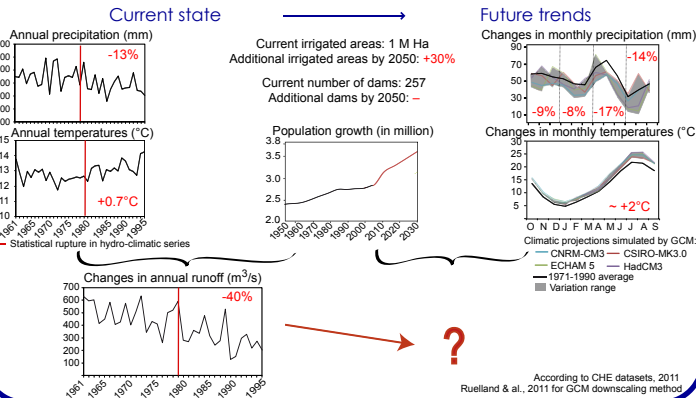 Current state
Future trends
Annual precipitation (mm)
-13%
Current irrigated areas: 1 M Ha
Additional irrigated areas by 2050: +30%
Current number of dams: 257
Additional dams by 2050: –
Changes in monthly precipitation (mm)
90
70
50
30
10
-14%
-9%
-8%
-17%
Annual temperatures (°C)
15
14
13
12
11
10
+0.7°C
1961
1965
1970
1975
1980
1985
1990
1995
Statistical rupture in hydro-climatic series
Population growth (in million)
3.8
3.5
3.0
2.5
2.0
1950
1960
1970
1980
1990
2000
2010
2020
2030
Changes in monthly temperatures (°C
30
25
20
15
10
5
~ +2°C
O N D J F M A M J J A S
Climatic projections simulated by GCM:
CNRM-CM3 CSIRO-MK3.0
ECHAM 5 HadCM3
1971-1990 average
Variation range
Changes in annual runoff (m³/s)
700
600
500
400
300
200
100
-40%
1961
1965
1970
1975
1980
1985
1990
1995
?
According to CHE datasets, 2011
Ruelland & al., 2011 for GCM downscaling method